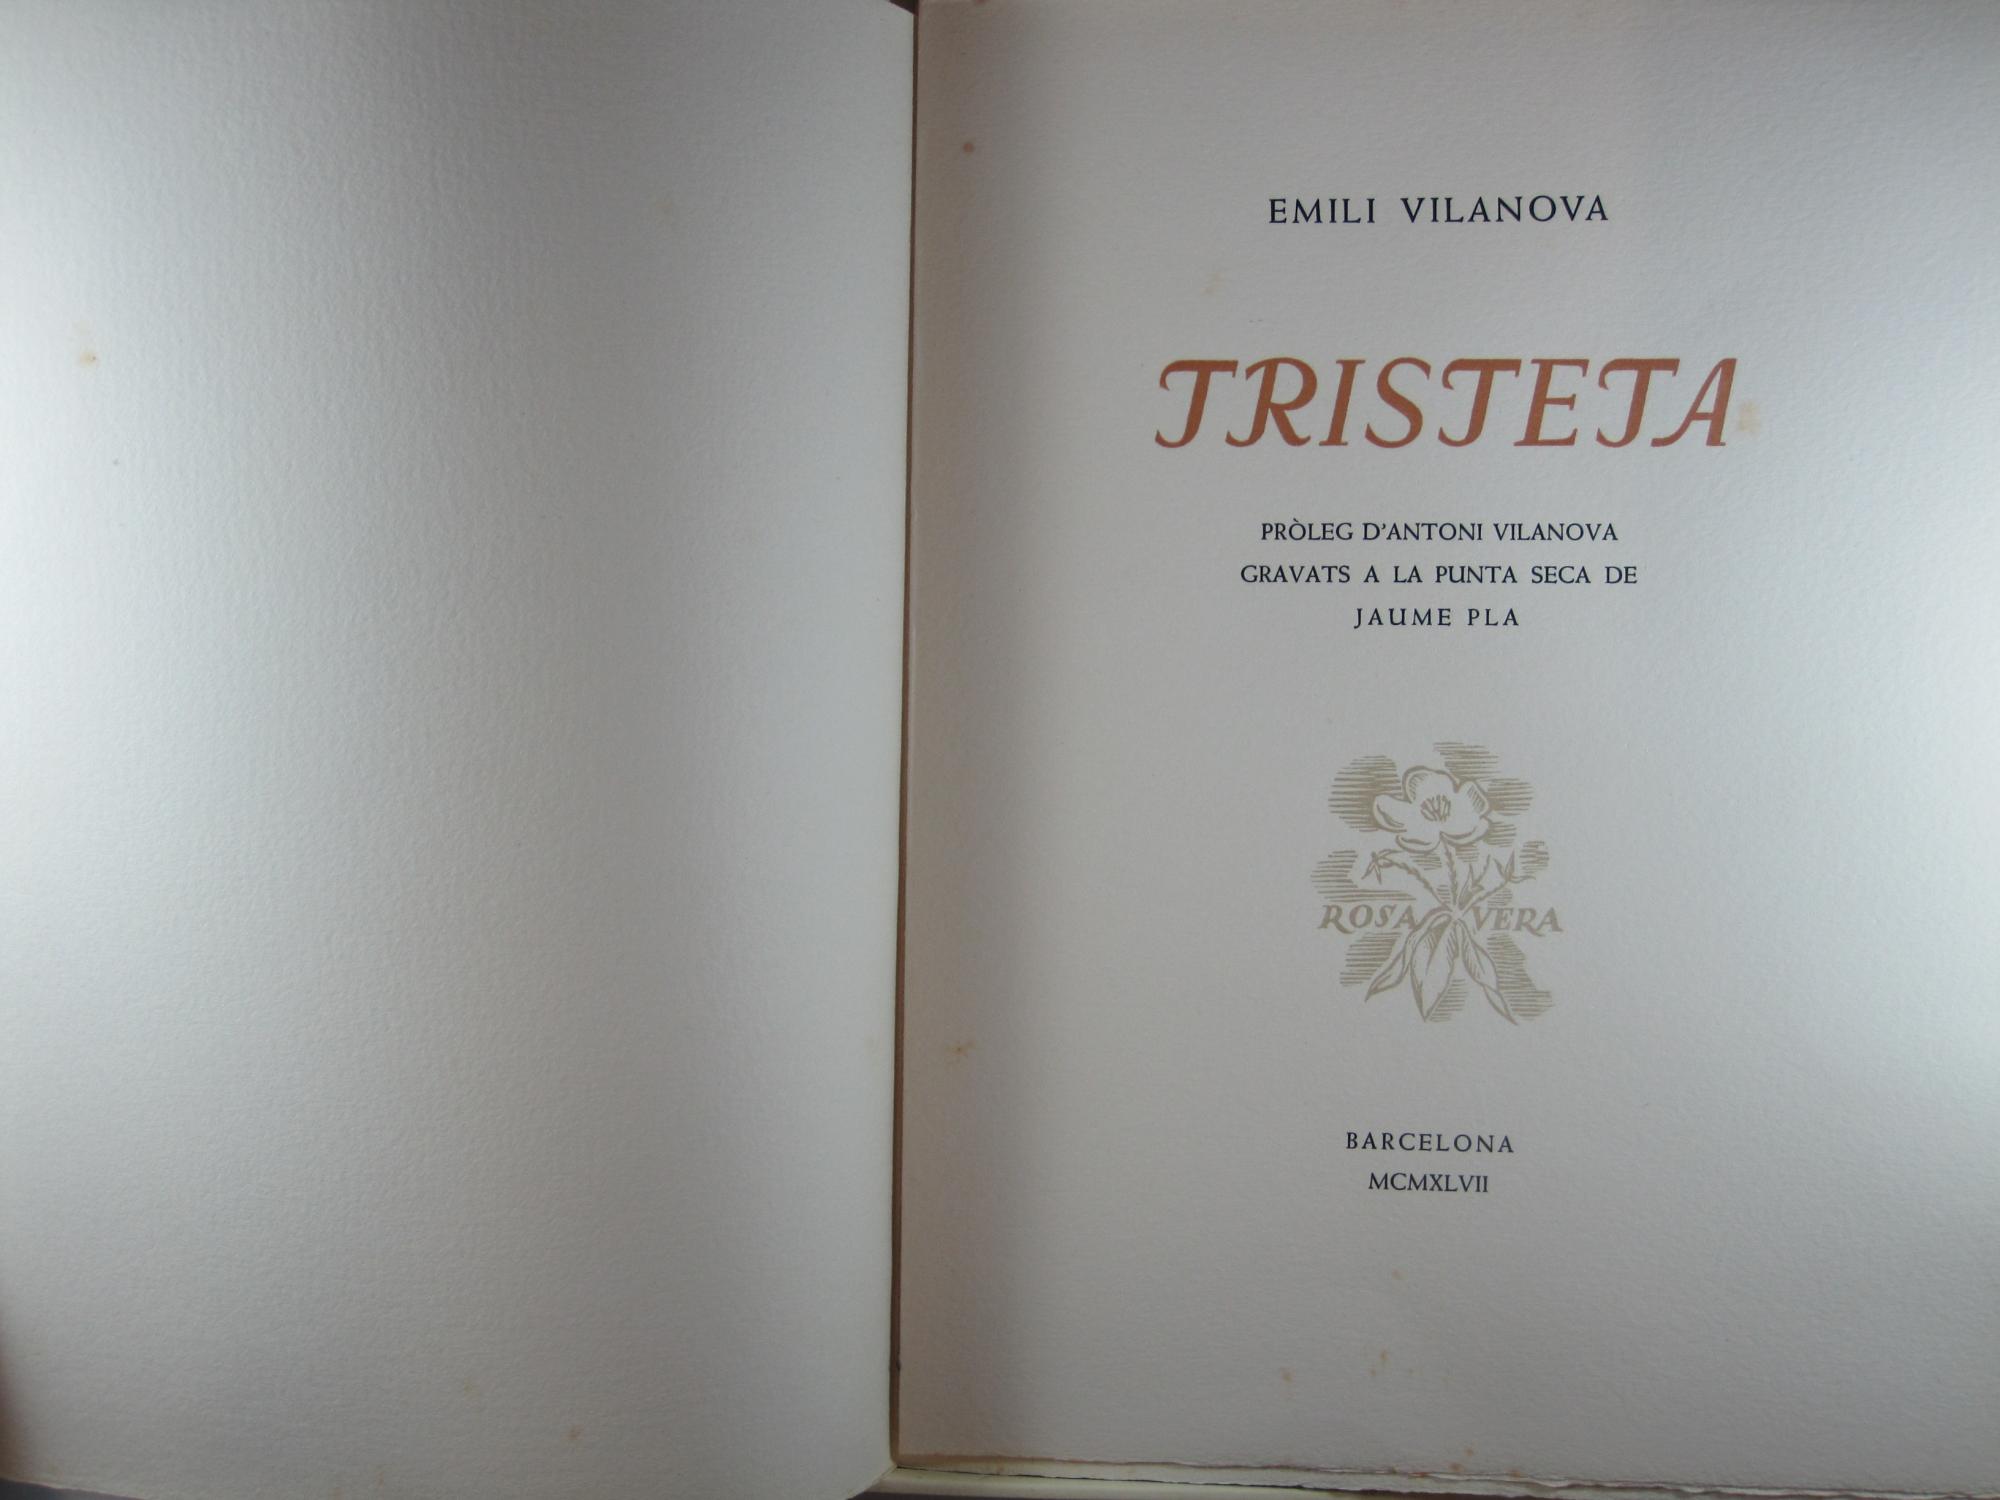 EMILI VILANOVA
TRISTETA
PRÒLEG D'ANTONI VILANOVA
GRAVATS A LA PUNTA SECA DE
JAUME PLA
ROSA VERA
BARCELONA
MCMXLVII